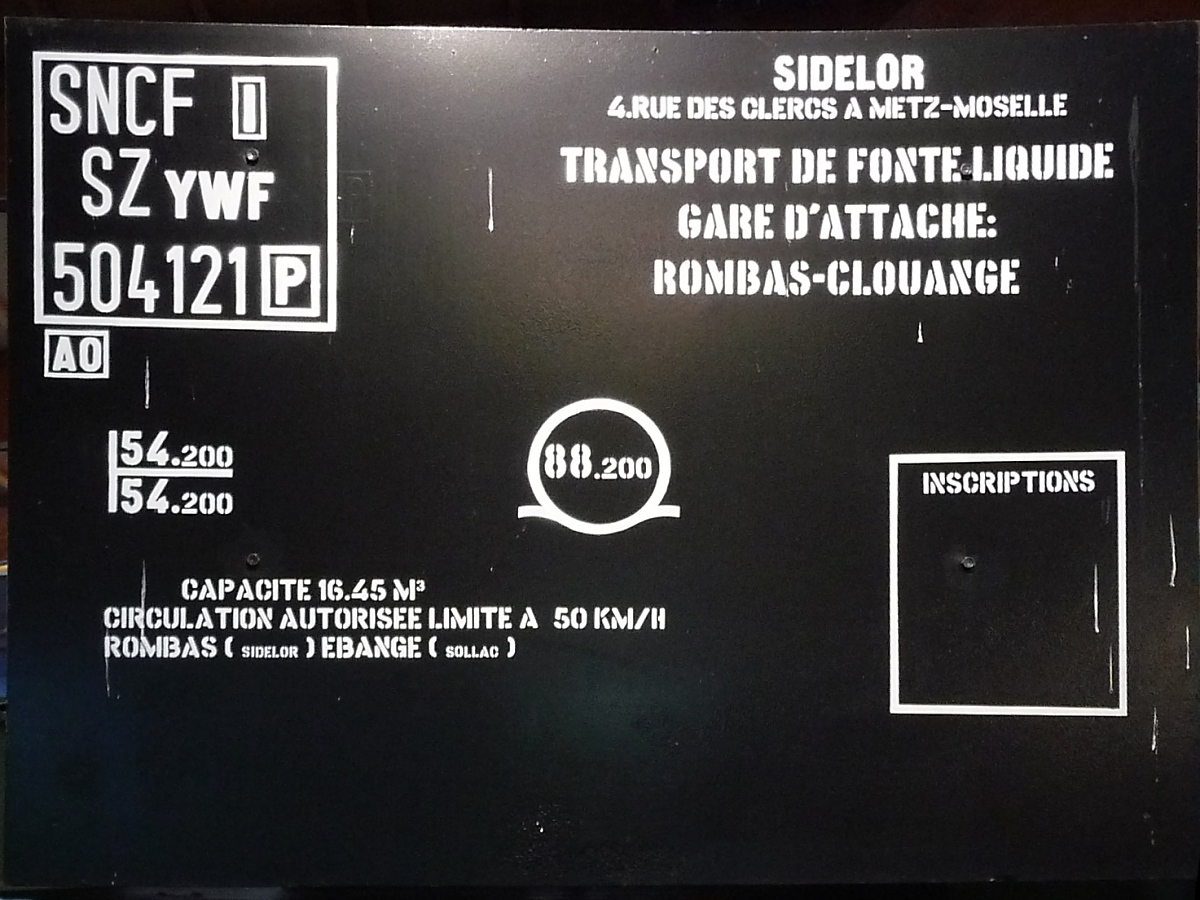 SNCF I
SZ YWF
504121 P
AO
SIDELOR
4.RUE DES CLERCS A METZ-MOSELLE
TRANSPORT DE FONTE LIQUIDE
GARE D'ATTACHE:
ROMBAS-CLOUANGE
54.200
54.200
88.200
INSCRIPTIONS
CAPACITE 16.45 M³
CIRCULATION AUTORISEE LIMITE A 50 KM/H
ROMBAS ( SIDELOR ) EBANGE ( SOLLAC )